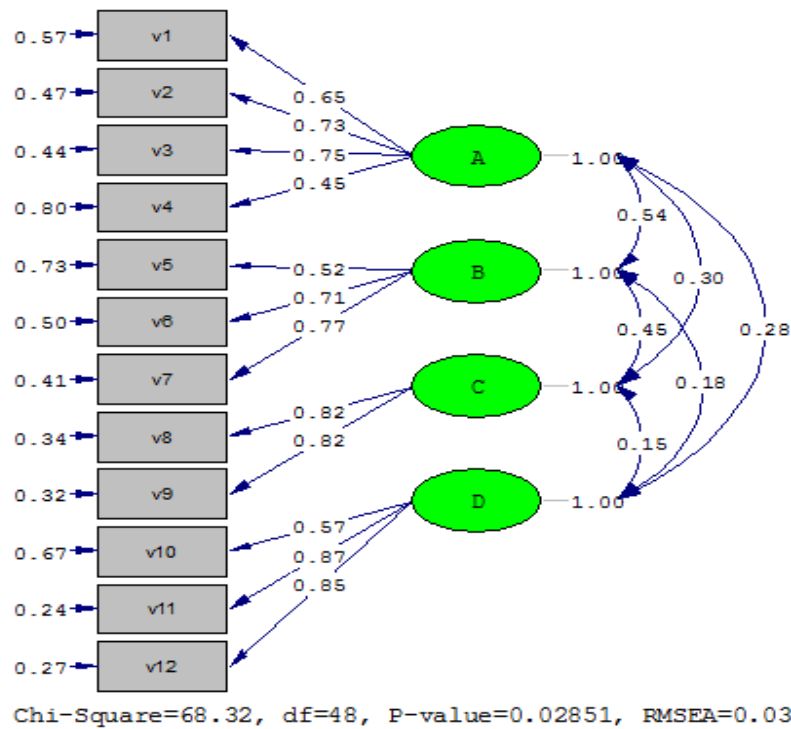 0.57 v1
0.65
0.47 v2
0.73
0.44 v3
0.75 A 1.00
0.45
0.80 v4
0.54
0.73 v5
0.52 B 1.00
0.30
0.71
0.50 v6
0.77
0.45 0.28
0.41 v7
0.18
C 1.00
0.82
0.34 v8
0.82
0.15
0.32 v9
D 1.00
0.57
0.67 v10
0.87
0.85
0.24 v11
0.27 v12
Chi-Square=68.32, df=48, P-value=0.02851, RMSEA=0.03